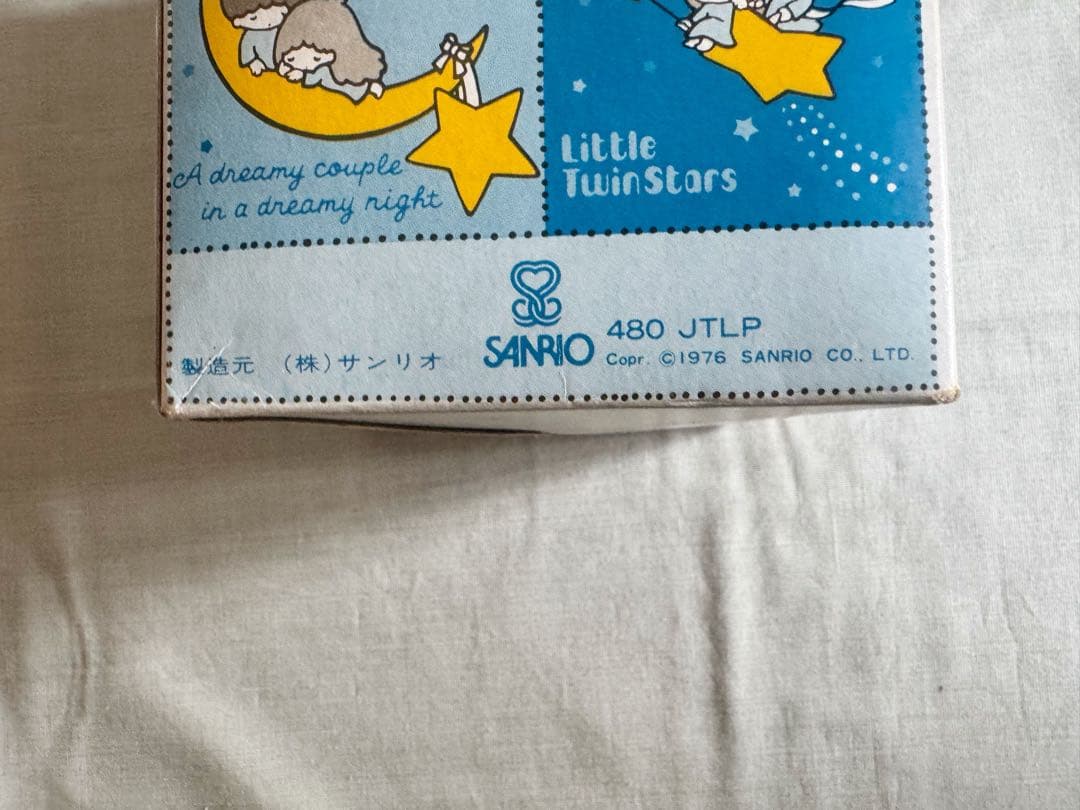 A dreamy couple
in a dreamy night
Little
TwinStars
製造元 (株)サンリオ
SANRIO
480 JTLP
Copr. ©1976 SANRIO CO., LTD.